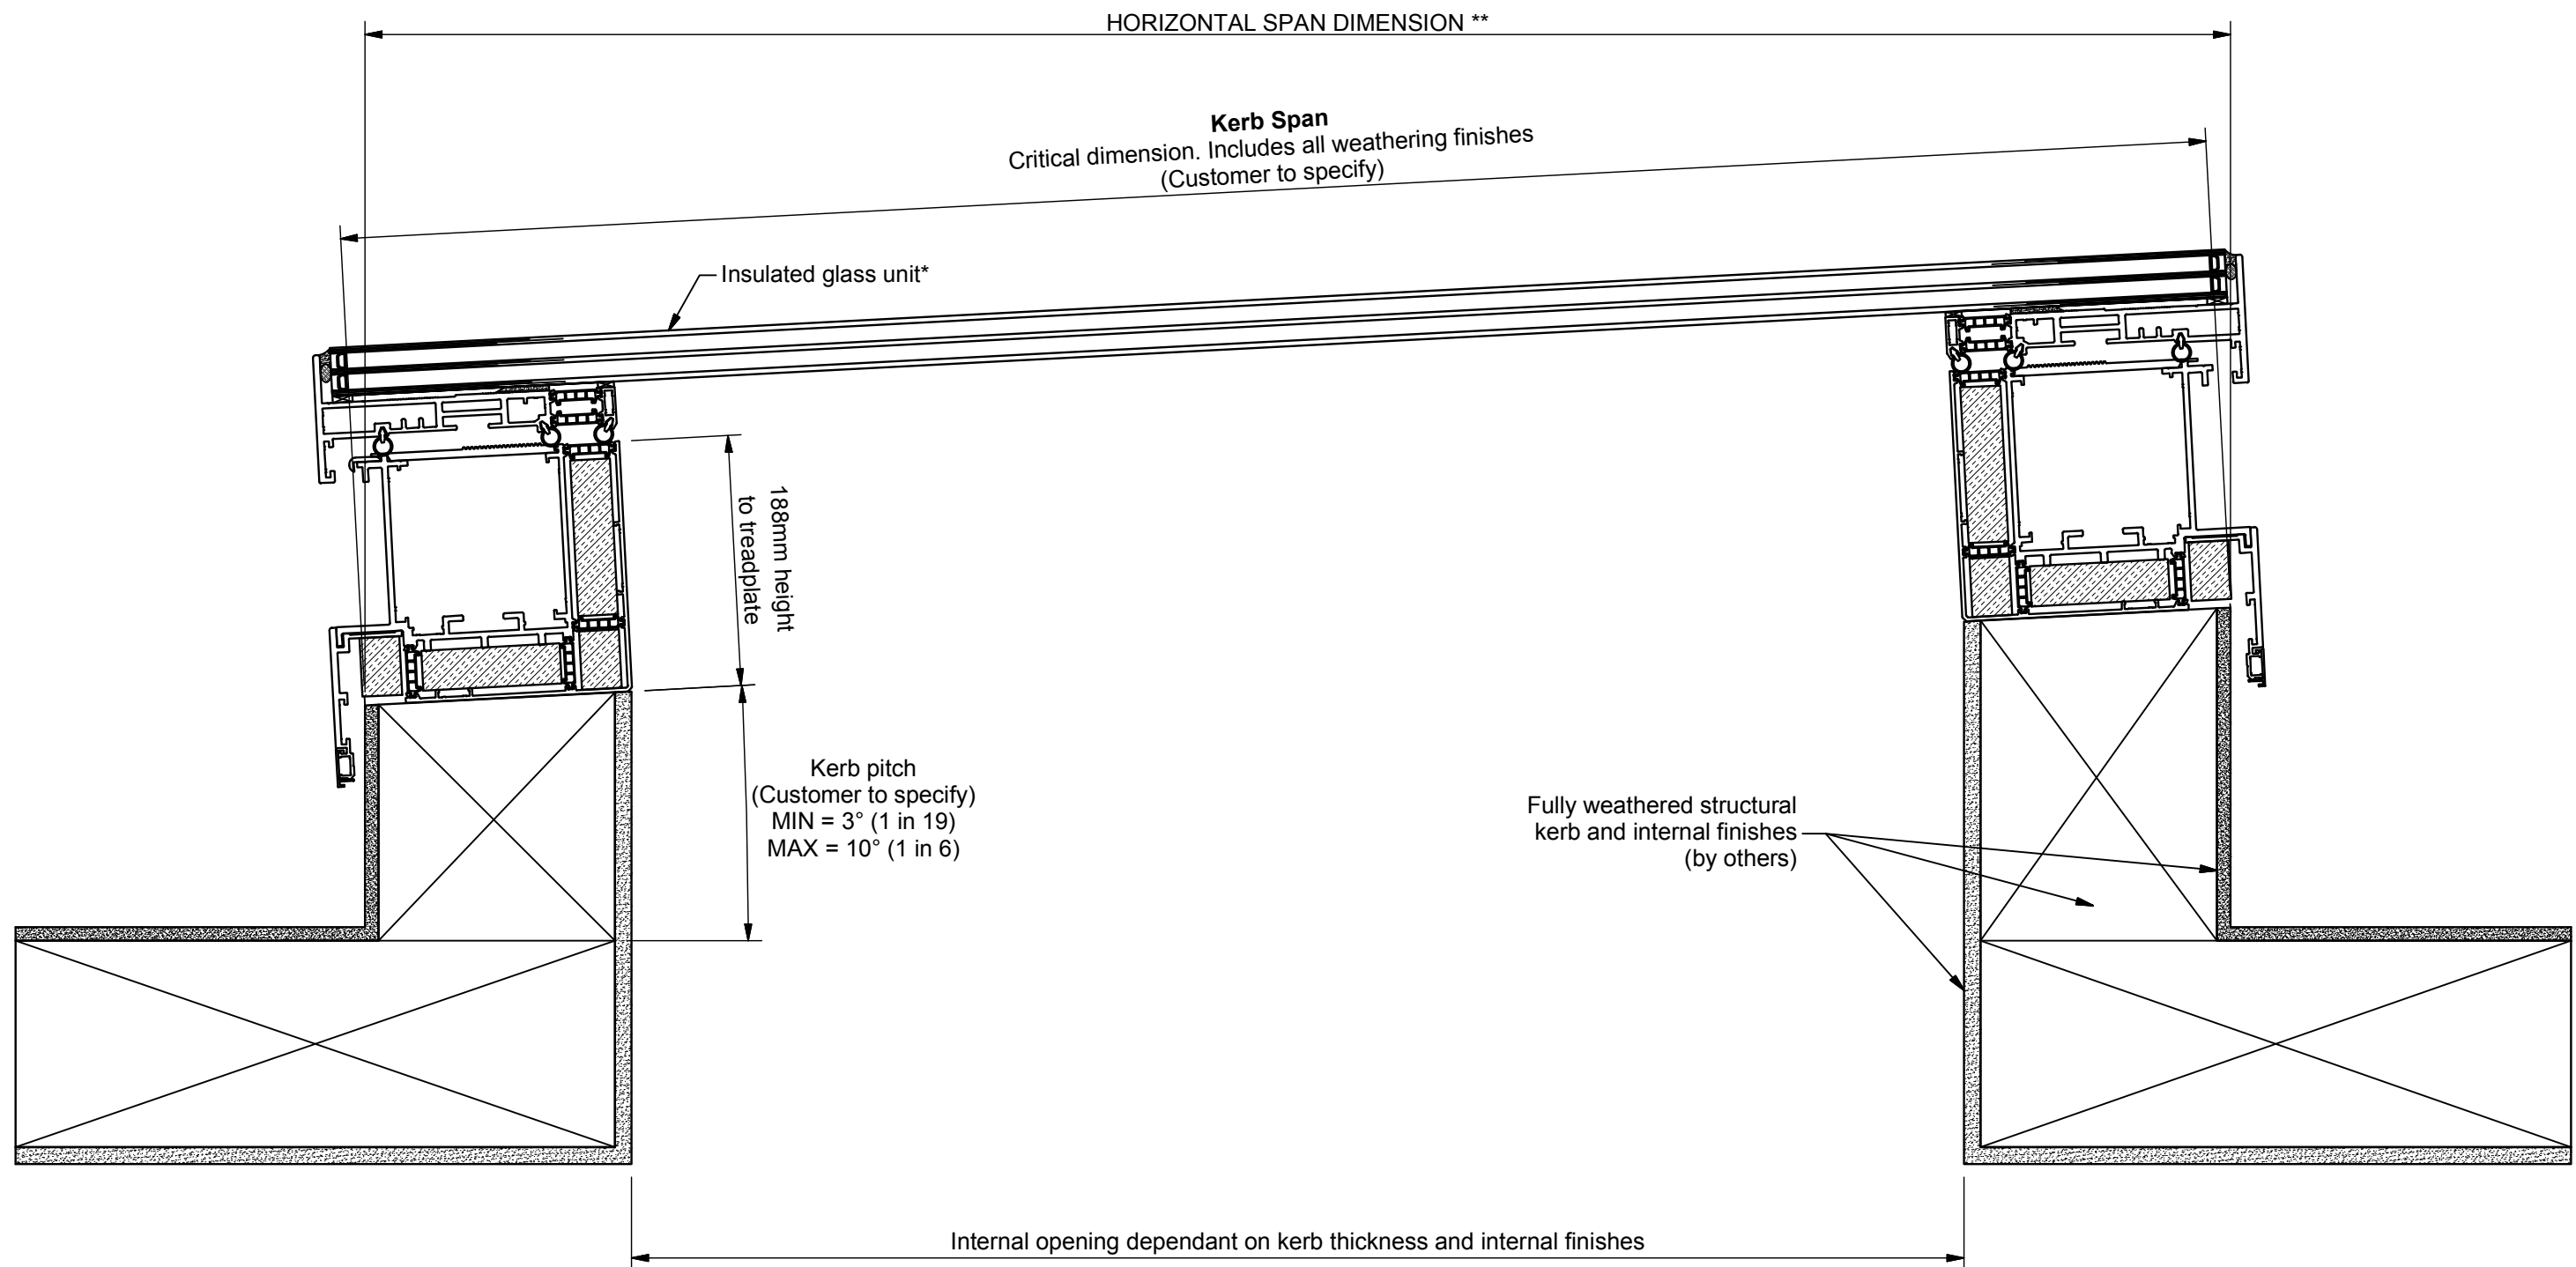 HORIZONTAL SPAN DIMENSION **
Kerb Span
Critical dimension. Includes all weathering finishes
(Customer to specify)
Insulated glass unit*
188mm height
to treadplate
Kerb pitch
(Customer to specify)
MIN = 3° (1 in 19)
MAX = 10° (1 in 6)
Fully weathered structural
kerb and internal finishes
(by others)
Internal opening dependant on kerb thickness and internal finishes